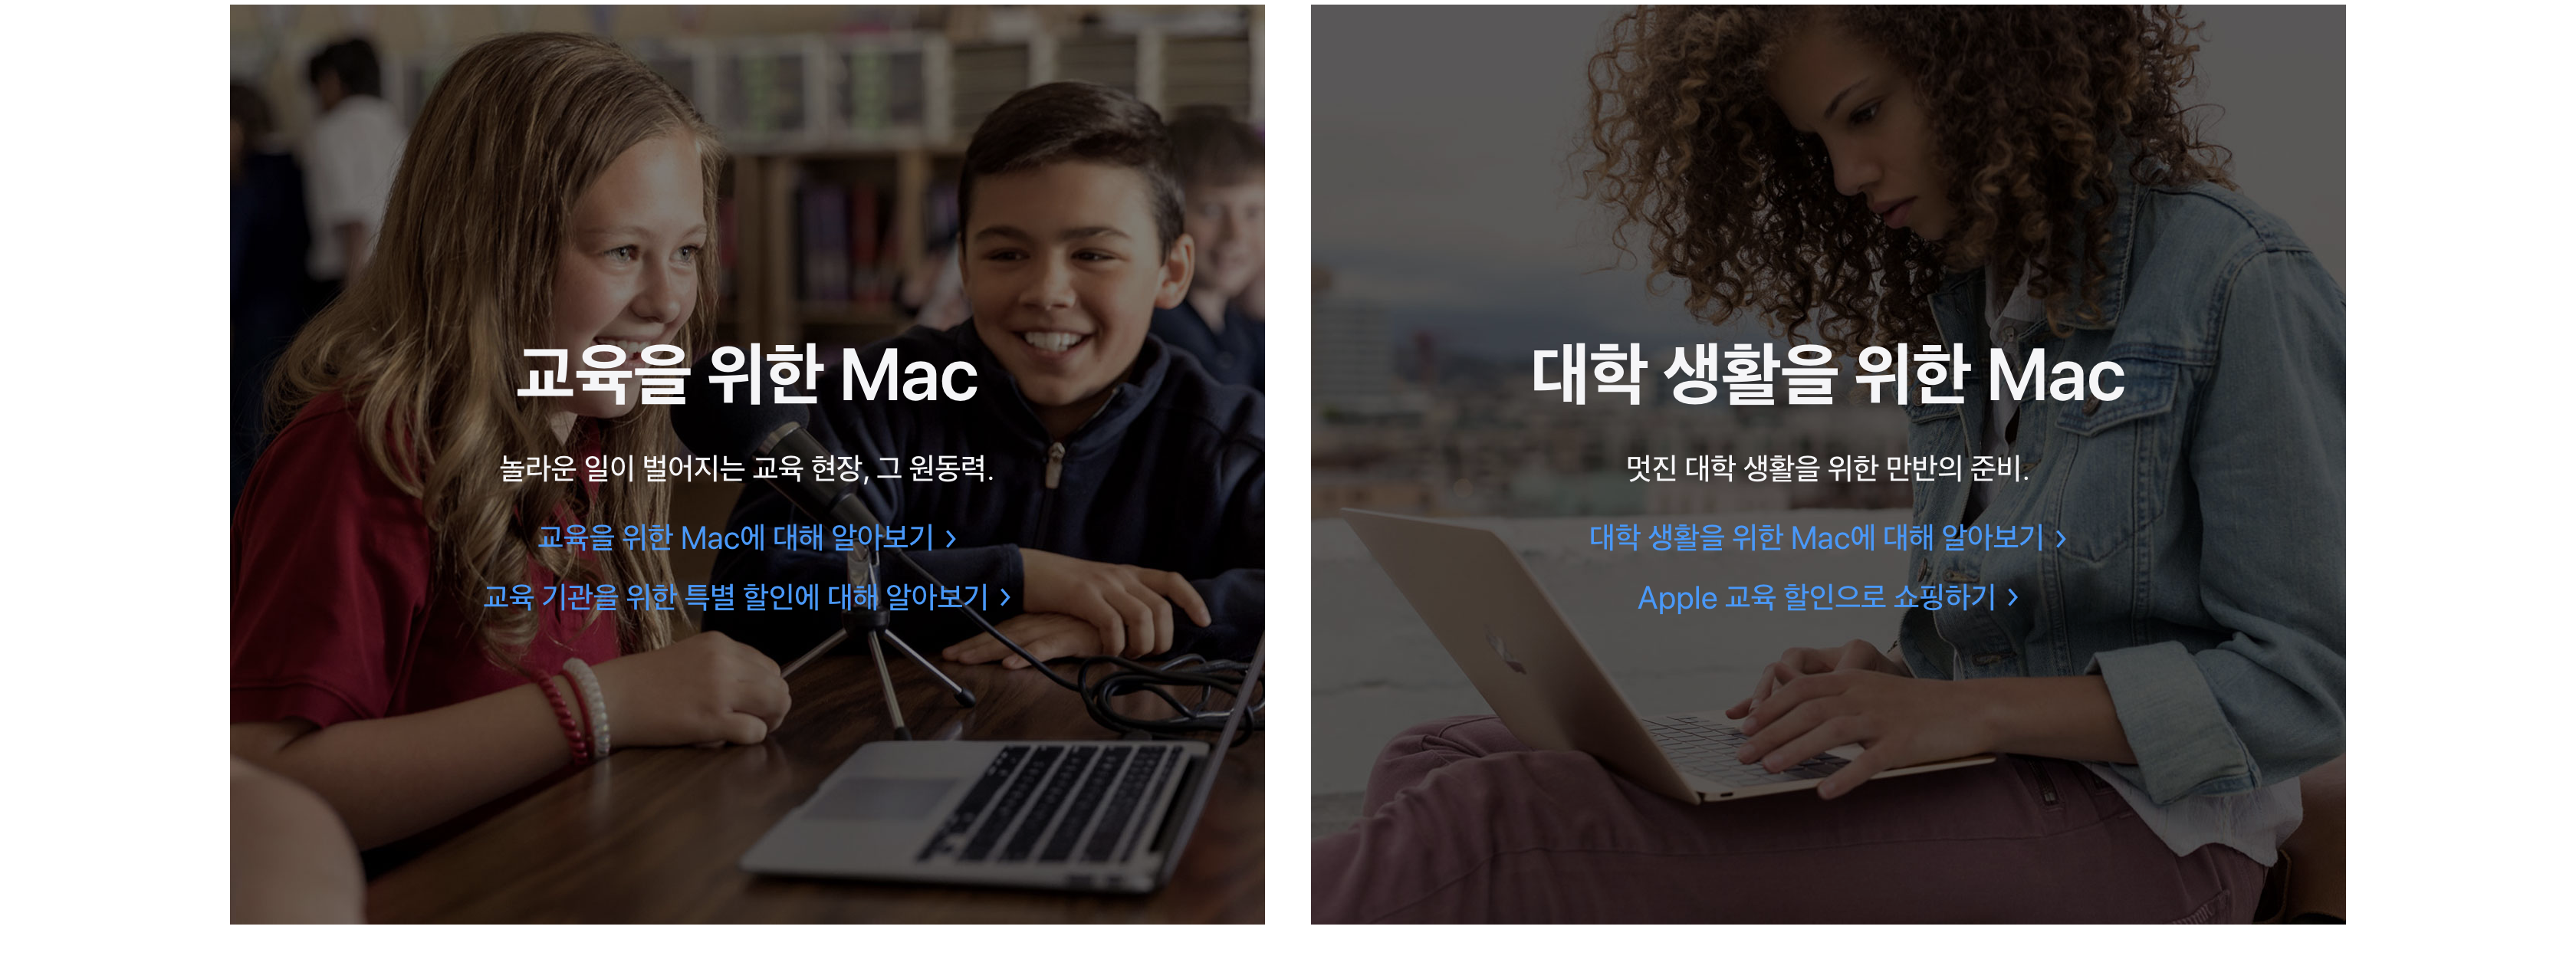 교육을 위한 Mac
놀라운 일이 벌어지는 교육 현장, 그 원동력.
교육을 위한 Mac에 대해 알아보기 >
교육 기관을 위한 특별 할인에 대해 알아보기 >
대학 생활을 위한 Mac
멋진 대학 생활을 위한 만반의 준비.
대학 생활을 위한 Mac에 대해 알아보기 >
Apple 교육 할인으로 쇼핑하기 >